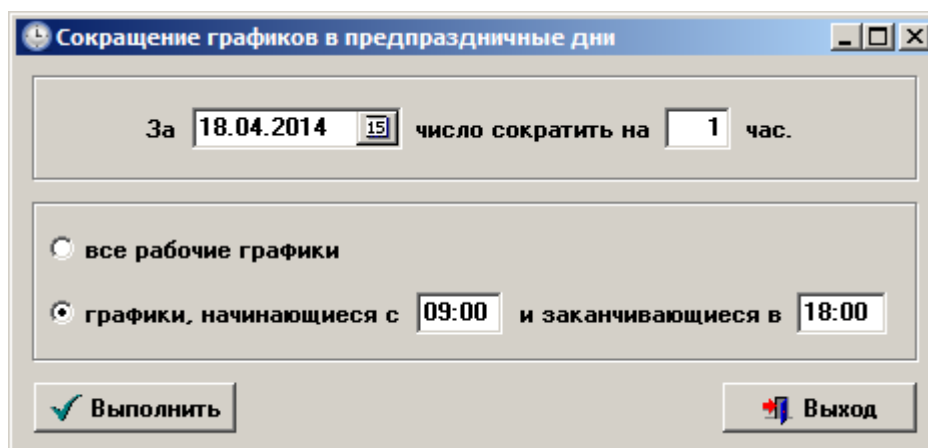 Сокращение графиков в предпраздничные дни
За 18.04.2014 15 число сократить на 1 час.
все рабочие графики
графики, начинающиеся с 09:00 и заканчивающиеся в 18:00
Выполнить Выход